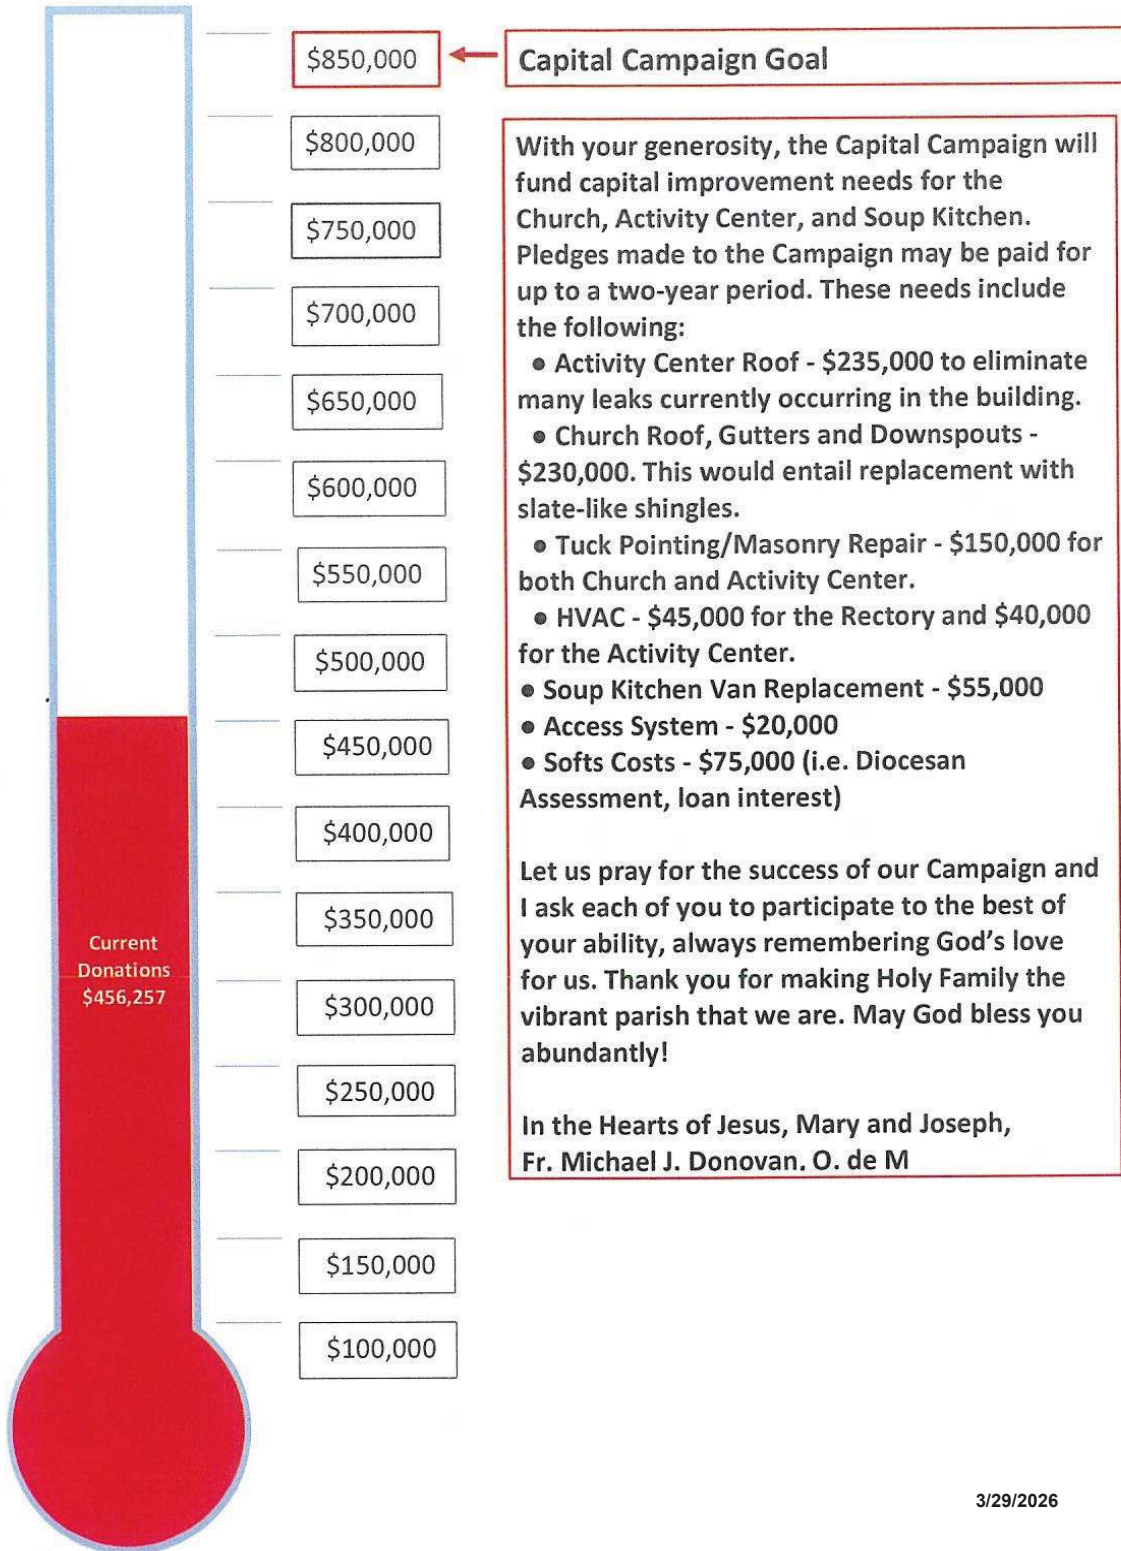 $850,000
Capital Campaign Goal
$800,000
$750,000
$700,000
$650,000
$600,000
$550,000
$500,000
$450,000
$400,000
$350,000
$300,000
$250,000
$200,000
$150,000
$100,000
Current
Donations
$456,257
With your generosity, the Capital Campaign will
fund capital improvement needs for the
Church, Activity Center, and Soup Kitchen.
Pledges made to the Campaign may be paid for
up to a two-year period. These needs include
the following:
● Activity Center Roof - $235,000 to eliminate
many leaks currently occurring in the building.
● Church Roof, Gutters and Downspouts -
$230,000. This would entail replacement with
slate-like shingles.
● Tuck Pointing/Masonry Repair - $150,000 for
both Church and Activity Center.
● HVAC - $45,000 for the Rectory and $40,000
for the Activity Center.
● Soup Kitchen Van Replacement - $55,000
● Access System - $20,000
● Softs Costs - $75,000 (i.e. Diocesan
Assessment, loan interest)
Let us pray for the success of our Campaign and
I ask each of you to participate to the best of
your ability, always remembering God's love
for us. Thank you for making Holy Family the
vibrant parish that we are. May God bless you
abundantly!
In the Hearts of Jesus, Mary and Joseph,
Fr. Michael J. Donovan. O. de M
3/29/2026